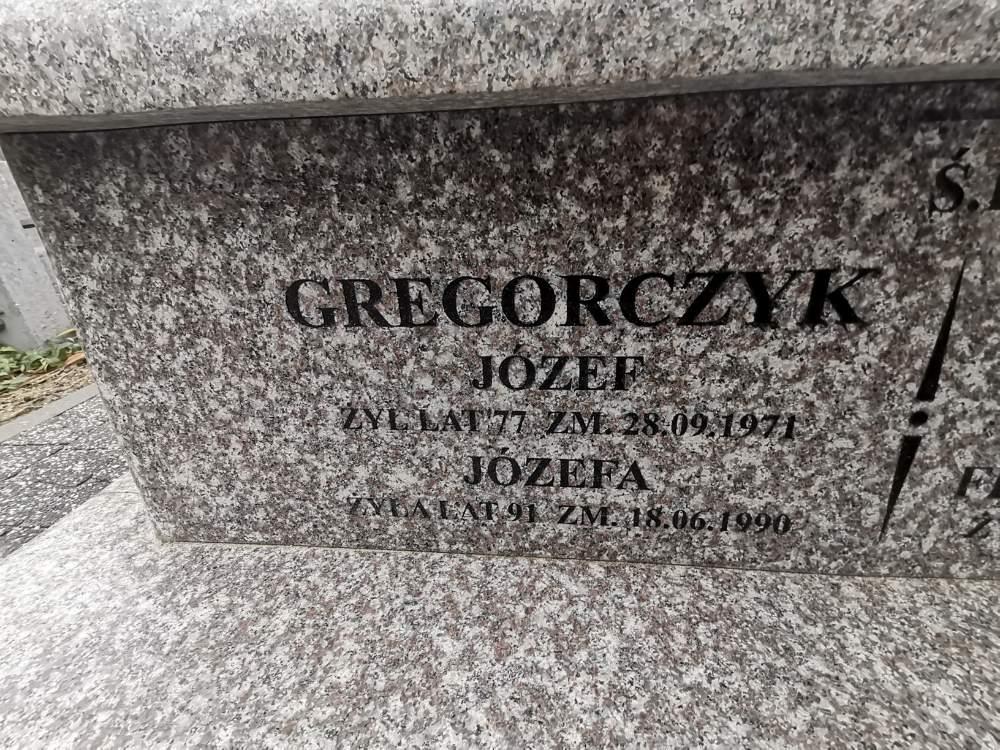 GREGORCZYK
JÓZEF
ŻYŁ LAT 77 ZM. 28.09.1971
JÓZEFA
ŻYŁA LAT 91 ZM. 18.06.1990
Ś.